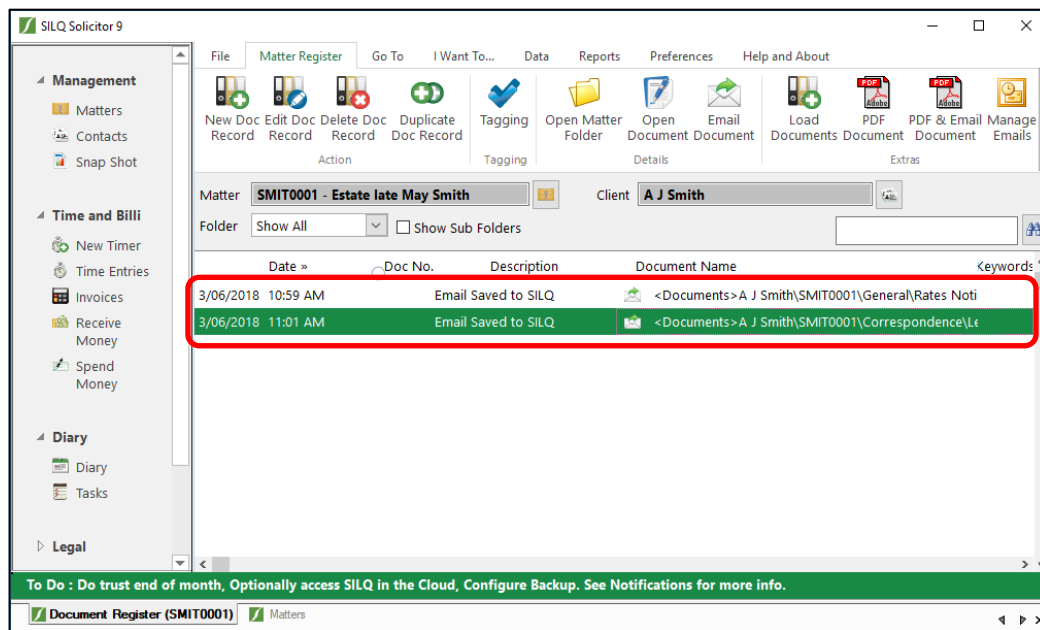 SILQ Solicitor 9
File Matter Register Go To I Want To... Data Reports Preferences Help and About
New Doc Record Edit Doc Record Delete Doc Record Duplicate Doc Record Tagging Open Matter Folder Open Document Email Document Load Documents PDF Document PDF & Email Document Manage Emails
Action Tagging Details Extras
Management
Matters
Contacts
Snap Shot
Time and Billi
New Timer
Time Entries
Invoices
Receive
Money
Spend
Money
Diary
Diary
Tasks
Legal
Matter SMIT0001 - Estate late May Smith Client A J Smith
Folder Show All Show Sub Folders
Date » Doc No. Description Document Name Keywords
3/06/2018 10:59 AM Email Saved to SILQ <Documents>A J Smith\SMIT0001\General\Rates Noti
3/06/2018 11:01 AM Email Saved to SILQ <Documents>A J Smith\SMIT0001\Correspondence\Le
To Do : Do trust end of month, Optionally access SILQ in the Cloud, Configure Backup. See Notifications for more info.
Document Register (SMIT0001) Matters